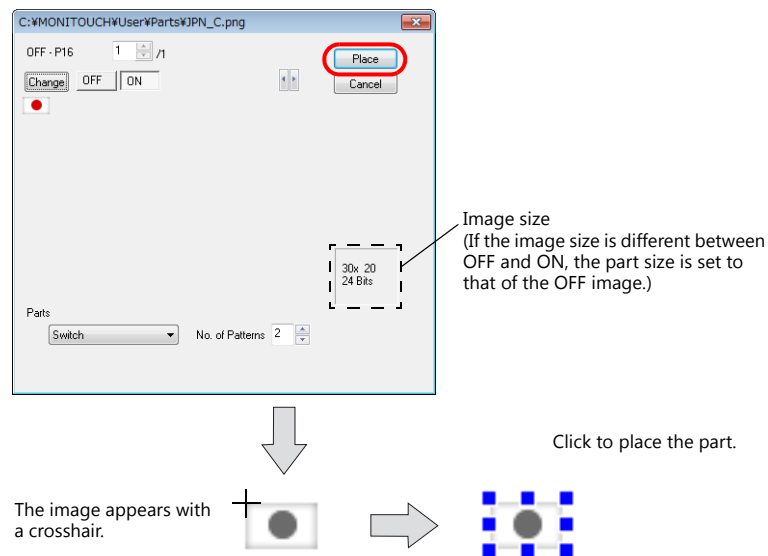 C:¥MONITOUCH¥User¥Parts¥JPN_C.png
OFF - P16 1 /1
Place
Change OFF ON
Cancel
Image size
(If the image size is different between
OFF and ON, the part size is set to
that of the OFF image.)
30x 20
24 Bits
Parts
Switch No. of Patterns 2
Click to place the part.
The image appears with
a crosshair.